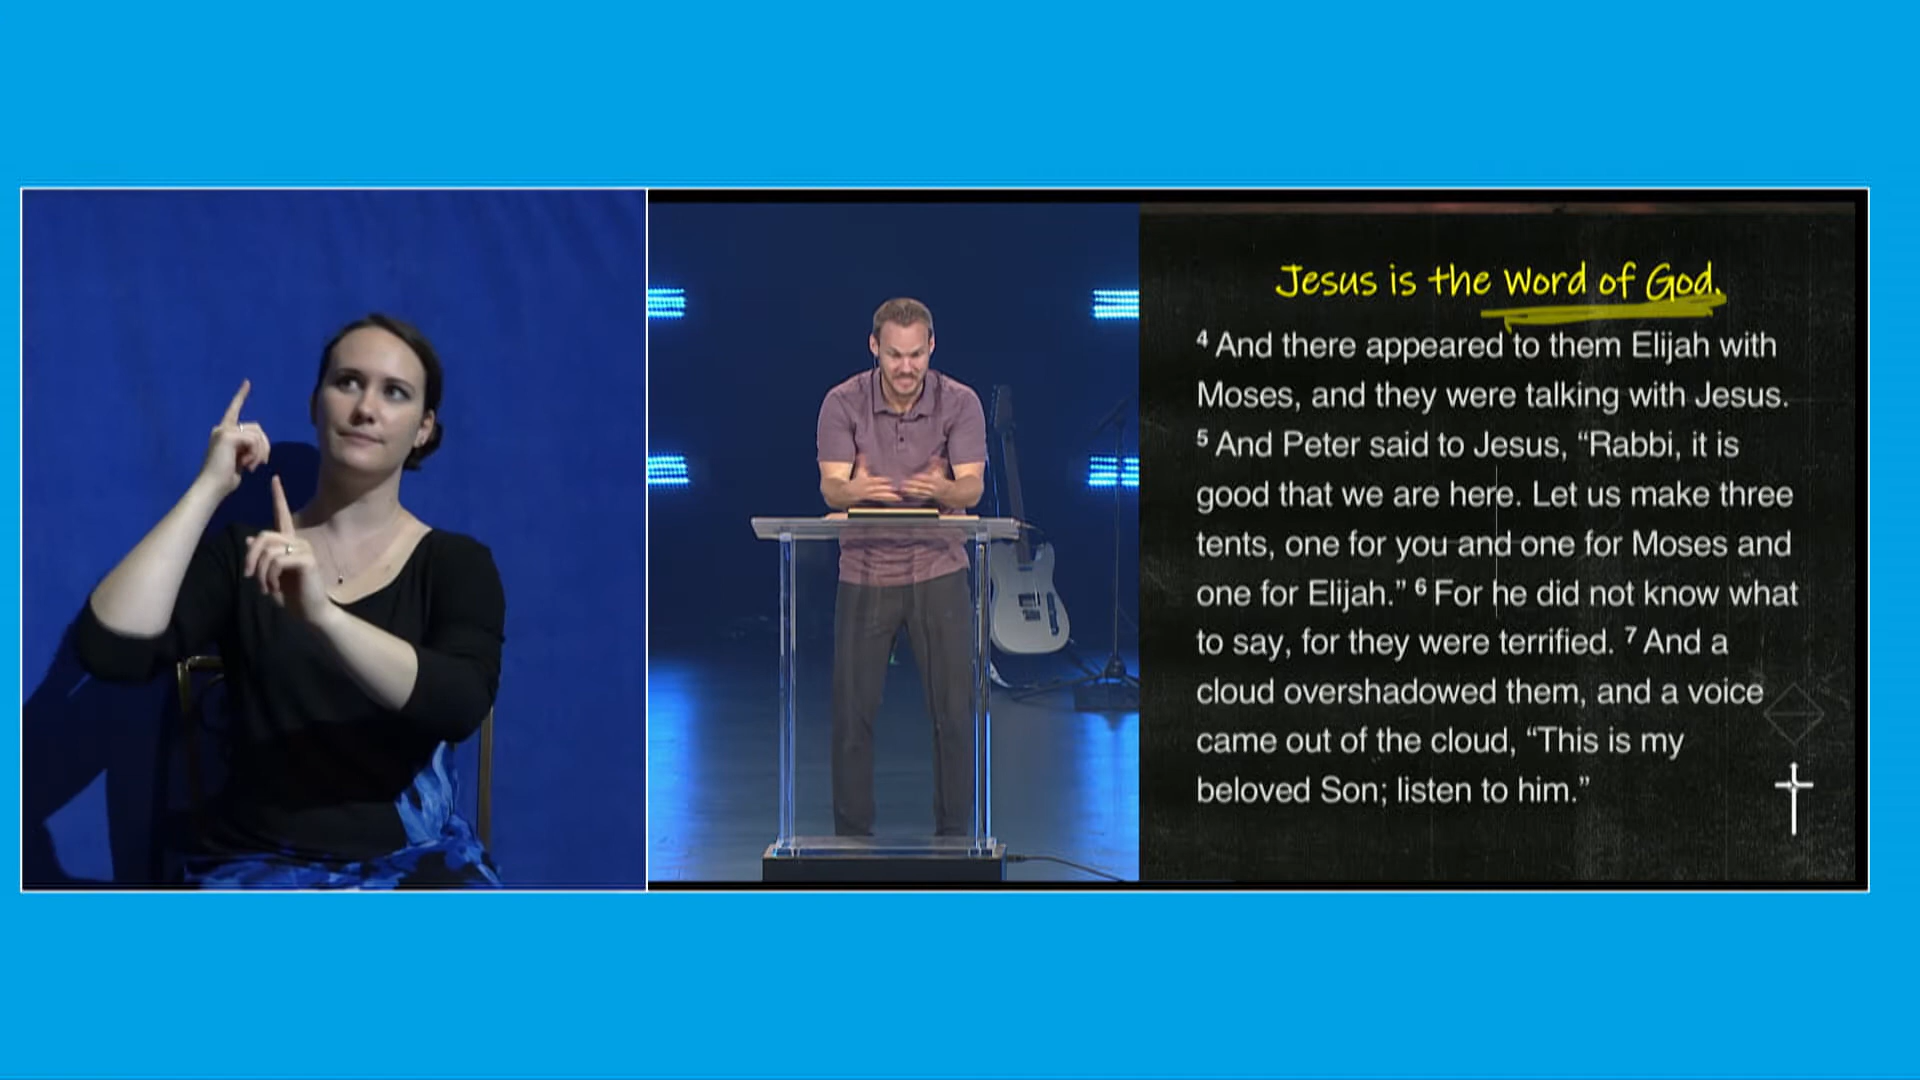 Jesus is the Word of God.
⁴ And there appeared to them Elijah with
Moses, and they were talking with Jesus.
⁵ And Peter said to Jesus, “Rabbi, it is
good that we are here. Let us make three
tents, one for you and one for Moses and
one for Elijah.” ⁶ For he did not know what
to say, for they were terrified. ⁷ And a
cloud overshadowed them, and a voice
came out of the cloud, “This is my
beloved Son; listen to him.”